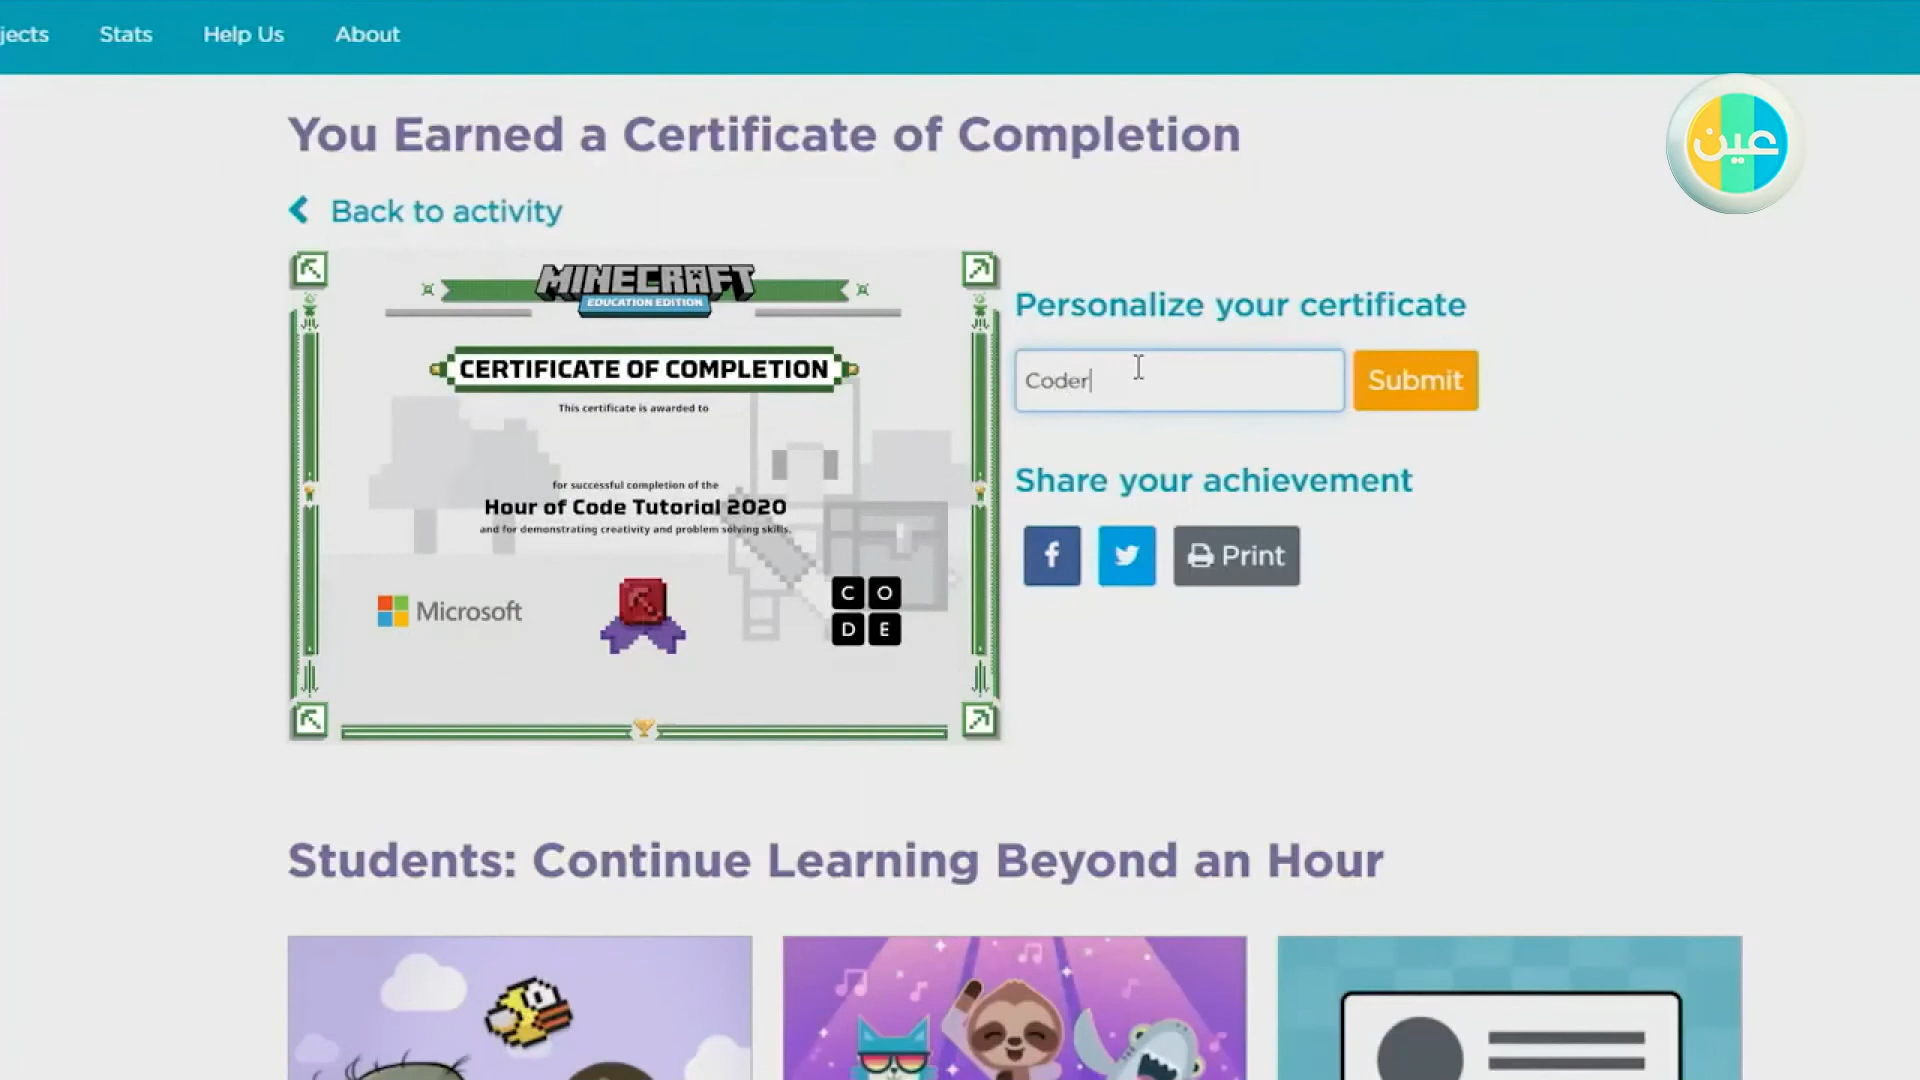 jects Stats Help Us About
عين
You Earned a Certificate of Completion
Back to activity
MINECRAFT
EDUCATION EDITION
CERTIFICATE OF COMPLETION
This certificate is awarded to
for successful completion of the
Hour of Code Tutorial 2020
and for demonstrating creativity and problem solving skills.
Microsoft
C O
D E
Personalize your certificate
Coder
Submit
Share your achievement
f
Print
Students: Continue Learning Beyond an Hour